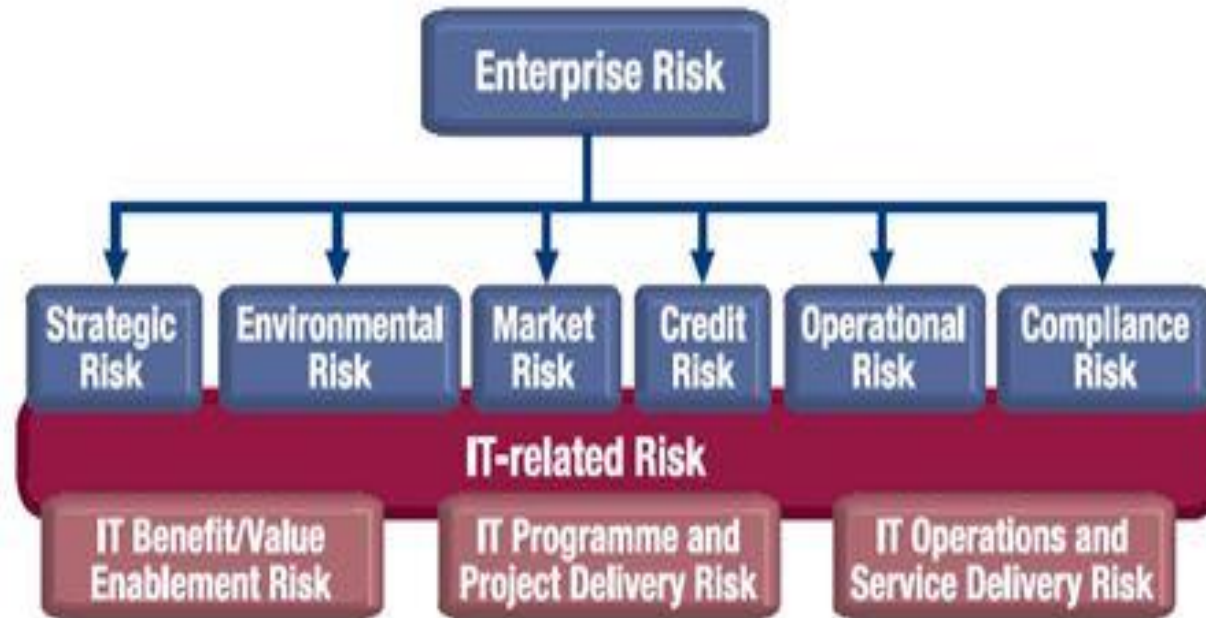 Enterprise Risk
Strategic
Risk
Environmental
Risk
Market
Risk
Credit
Risk
Operational
Risk
Compliance
Risk
IT-related Risk
IT Benefit/Value
Enablement Risk
IT Programme and
Project Delivery Risk
IT Operations and
Service Delivery Risk